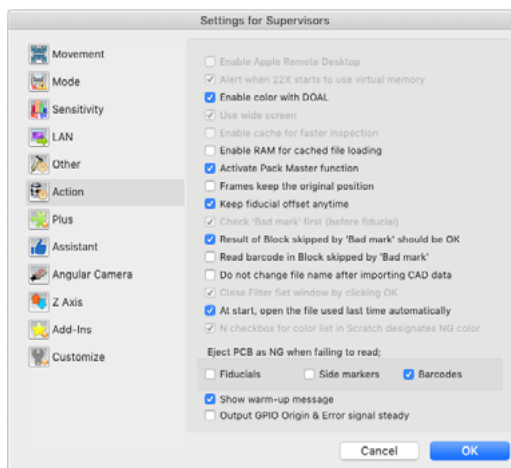 Settings for Supervisors
Movement
Mode
Sensitivity
LAN
Other
Action
Plus
Assistant
Angular Camera
Z Axis
Add-Ins
Customize
Enable Apple Remote Desktop
Alert when 22X starts to use virtual memory
Enable color with DOAL
Use wide screen
Enable cache for faster inspection
Enable RAM for cached file loading
Activate Pack Master function
Frames keep the original position
Keep fiducial offset anytime
Check 'Bad mark' first (before fiducial)
Result of Block skipped by 'Bad mark' should be OK
Read barcode in Block skipped by 'Bad mark'
Do not change file name after importing CAD data
Close Filter Set window by clicking OK
At start, open the file used last time automatically
N checkbox for color list in Scratch designates NG color
Eject PCB as NG when failing to read;
Fiducials Side markers Barcodes
Show warm-up message
Output GPIO Origin & Error signal steady
Cancel OK